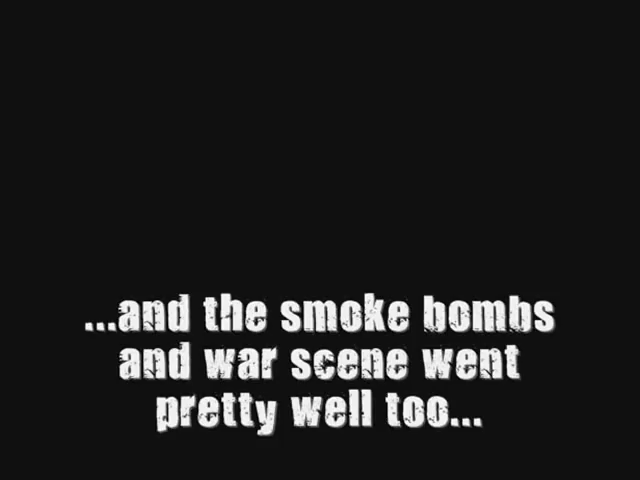 ...and the smoke bombs
and war scene went
pretty well too...